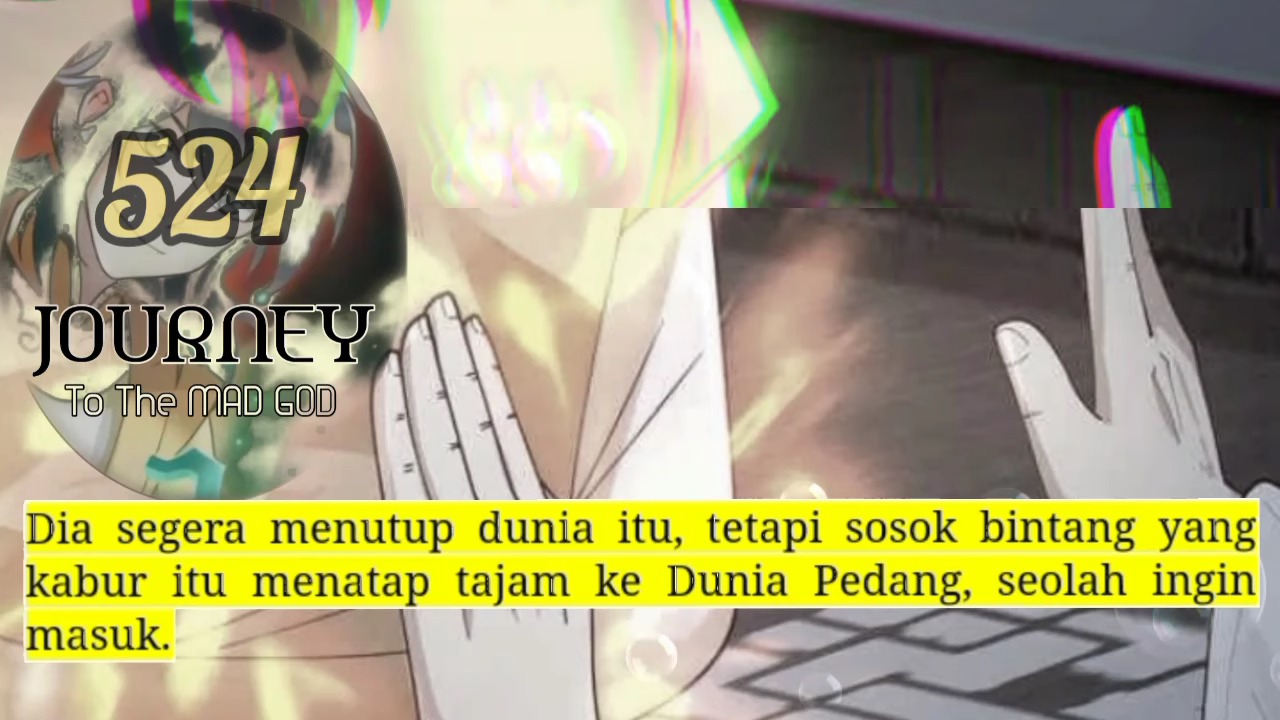 524
JOURNEY
To The MAD GOD
Dia segera menutup dunia itu, tetapi sosok bintang yang
kabur itu menatap tajam ke Dunia Pedang, seolah ingin
masuk.